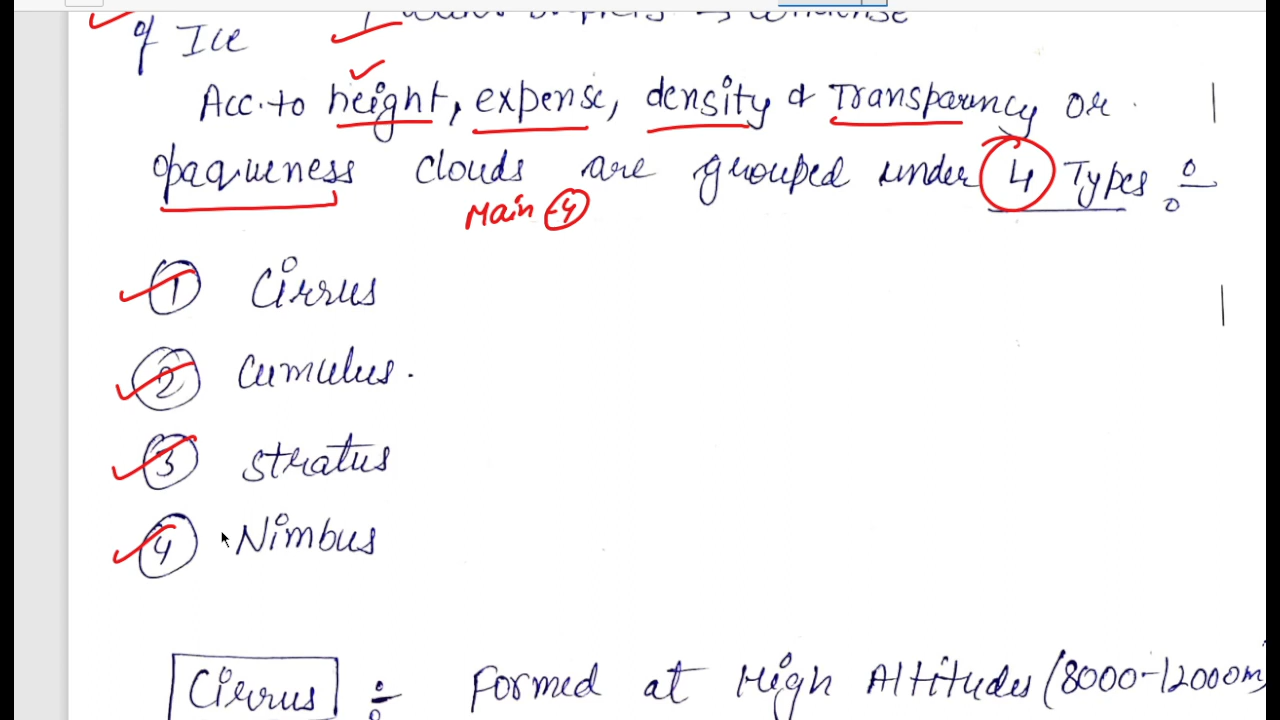 of Ice
Acc. to height, expense, density & Transparency or
opaqueness clouds are grouped under 4 Types :-
Main -4
1 Cirrus
2 Cumulus.
3 Stratus
4 Nimbus
Cirrus :- Formed at High Altitudes (8000-12000m)